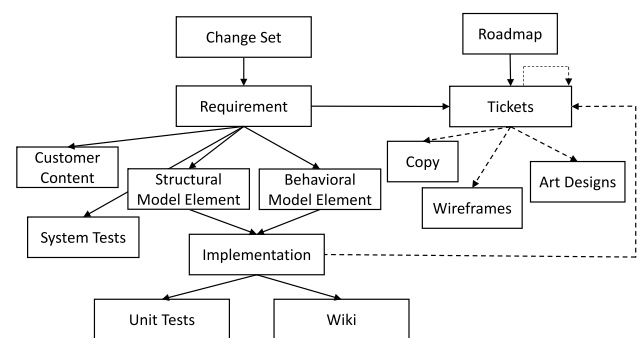 Change Set
Roadmap
Requirement
Tickets
Customer
Content
Structural
Model Element
Behavioral
Model Element
Copy
Wireframes
Art Designs
System Tests
Implementation
Unit Tests
Wiki